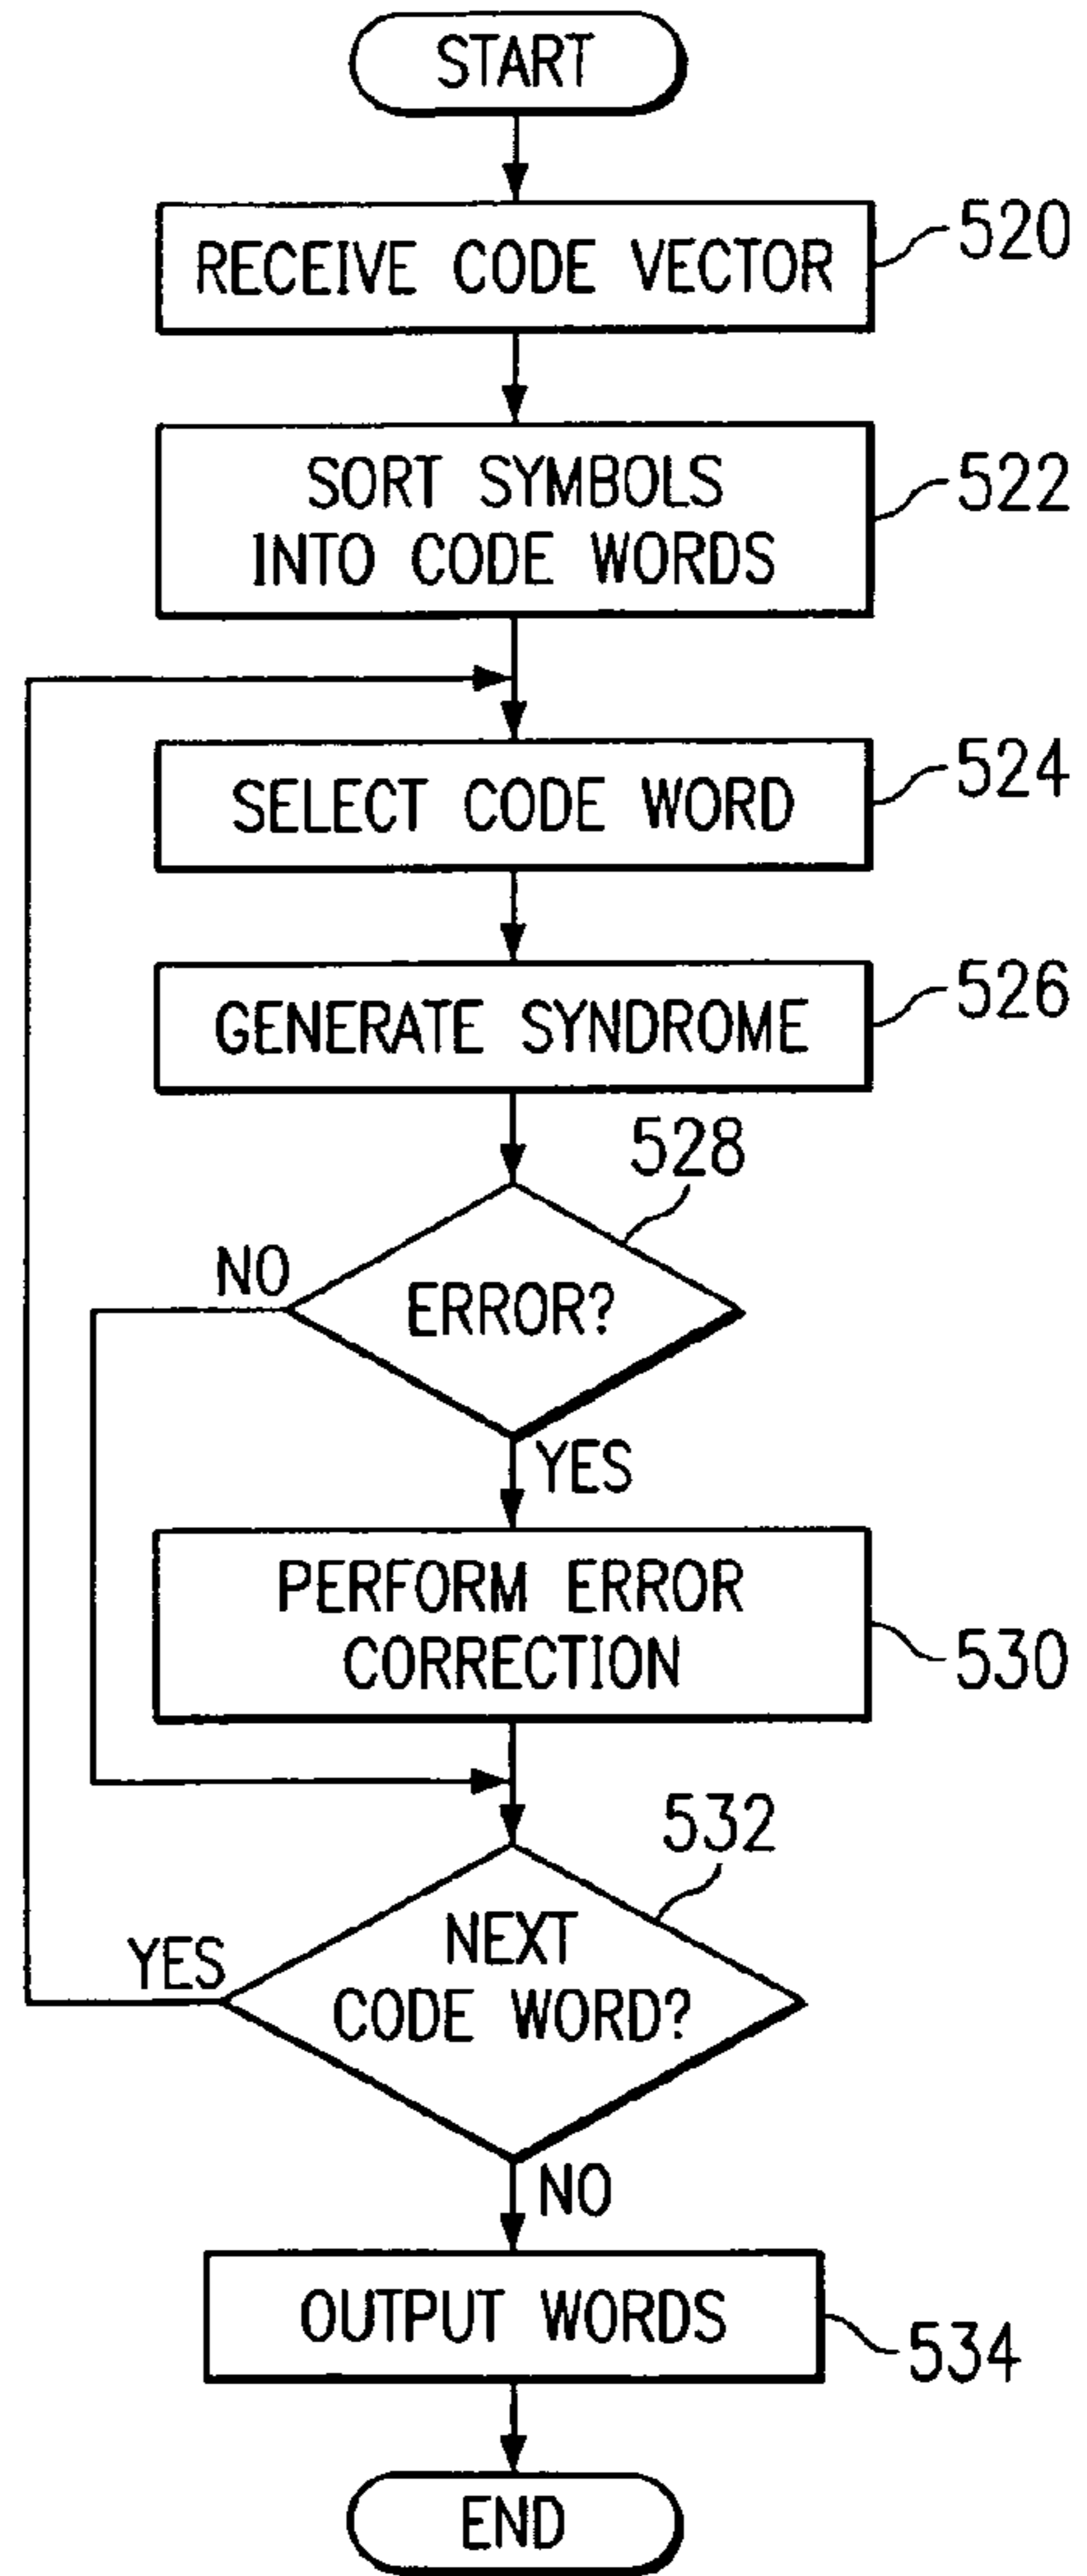 START
RECEIVE CODE VECTOR
520
SORT SYMBOLS
INTO CODE WORDS
522
SELECT CODE WORD
524
GENERATE SYNDROME
526
528
NO
ERROR?
YES
PERFORM ERROR
CORRECTION
530
532
YES
NEXT
CODE WORD?
NO
OUTPUT WORDS
534
END